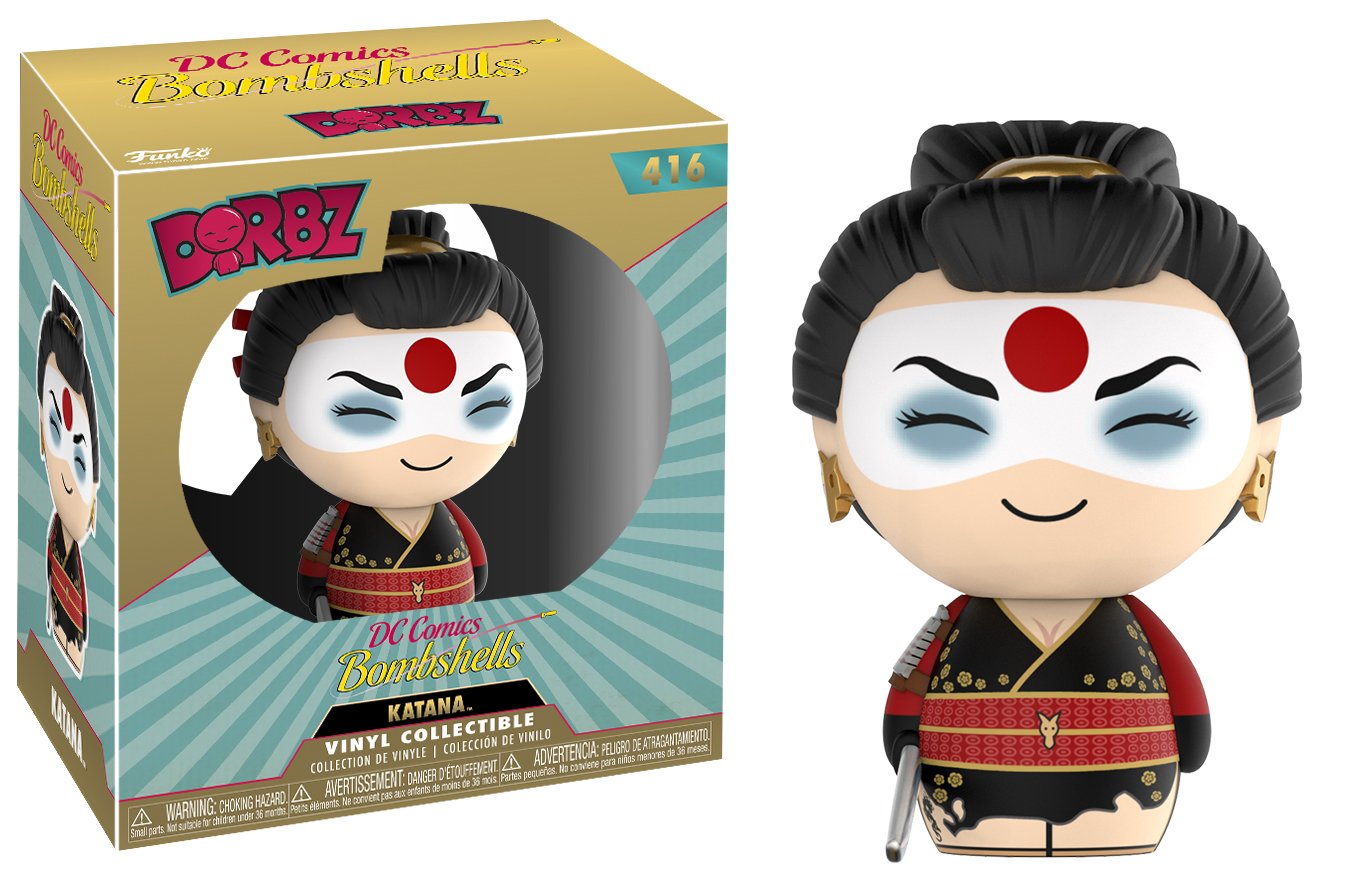 DC Comics
Bombshells
DORBZ
Funko
DC Comics
Bombshells
KATANA
416
DORBZ
DC Comics
Bombshells
KATANA™
VINYL COLLECTIBLE
COLLECTION DE VINYLE | COLECCIÓN DE VINILO
WARNING: CHOKING HAZARD.
Small parts. Not suitable for children under 36 months.
AVERTISSEMENT: DANGER D'ÉTOUFFEMENT.
Petits éléments. Ne convient pas aux enfants de moins de 36 mois.
ADVERTENCIA: PELIGRO DE ATRAGANTAMIENTO.
Partes pequeñas. No conviene para niños menores de 36 meses.